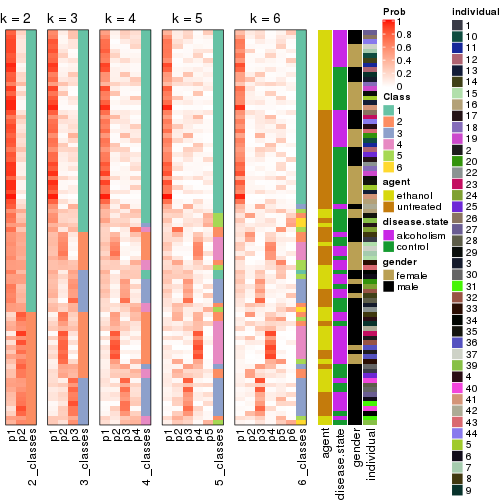 k = 2 k = 3 k = 4 k = 5 k = 6
p1
p2
2_classes
p1
p2
p3
3_classes
p1
p2
p3
p4
4_classes
p1
p2
p3
p4
p5
5_classes
p1
p2
p3
p4
p5
p6
6_classes
agent
disease.state
gender
individual
Prob
1
0.8
0.6
0.4
0.2
0
Class
1
2
3
4
5
6
agent
ethanol
untreated
disease.state
alcoholism
control
gender
female
male
individual
1
10
11
12
13
14
15
16
17
18
19
2
20
22
23
24
25
26
27
28
29
3
30
31
32
33
34
35
36
37
39
4
40
41
42
43
44
5
6
7
8
9